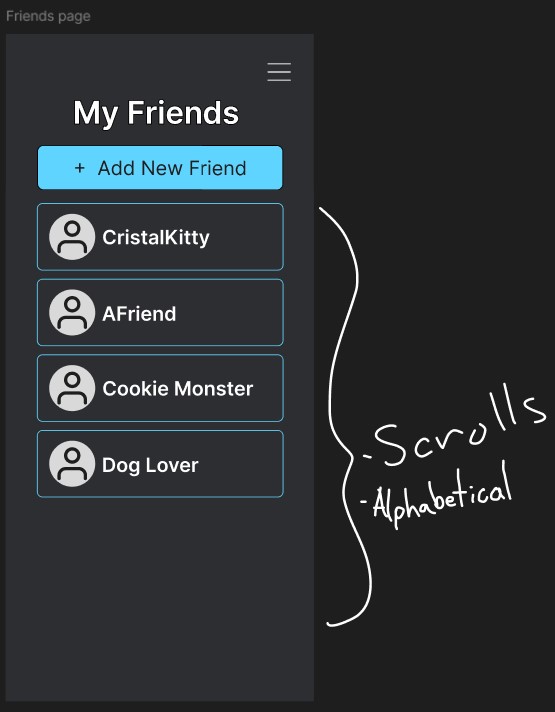 Friends page
My Friends
+ Add New Friend
CristalKitty
AFriend
Cookie Monster
Dog Lover
-Scrolls
-Alphabetical